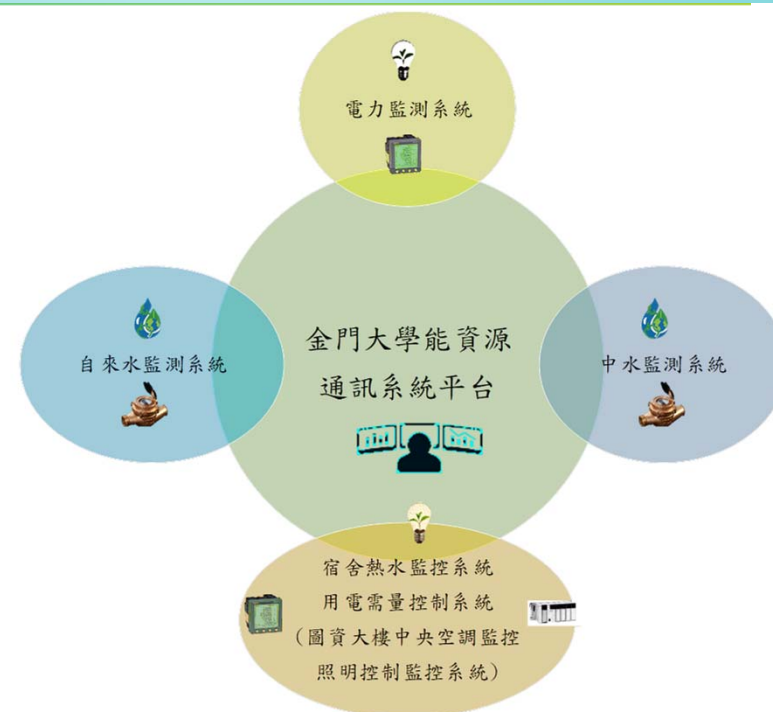 電力監測系統
金門大學能資源
通訊系統平台
自來水監測系統
中水監測系統
宿舍熱水監控系統
用電需量控制系統
(圖資大樓中央空調監控
照明控制監控系統)